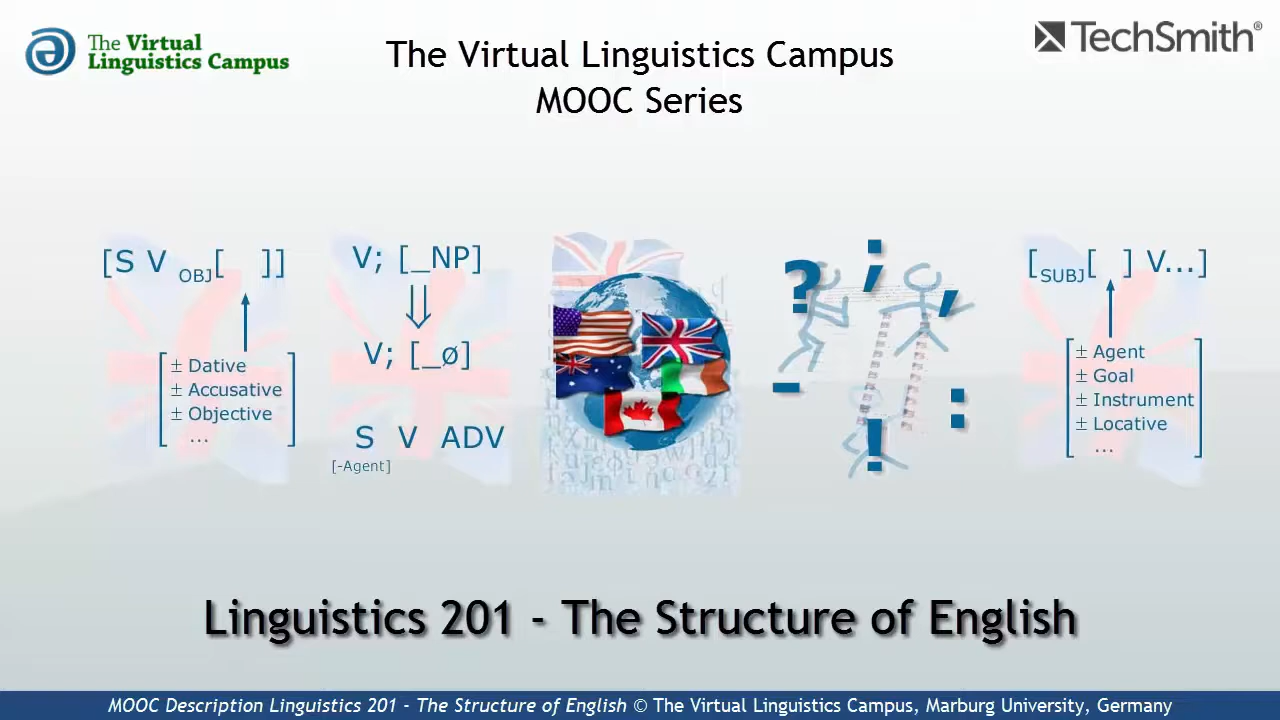 The Virtual
Linguistics Campus
The Virtual Linguistics Campus
MOOC Series
TechSmith®
[S V OBJ[ ]]
± Dative
± Accusative
± Objective
...
V; [_NP]
⇓
V; [_ø]
S V ADV
[-Agent]
? ; , - : !
[SUBJ[ ] V...]
± Agent
± Goal
± Instrument
± Locative
...
Linguistics 201 - The Structure of English
MOOC Description Linguistics 201 - The Structure of English © The Virtual Linguistics Campus, Marburg University, Germany